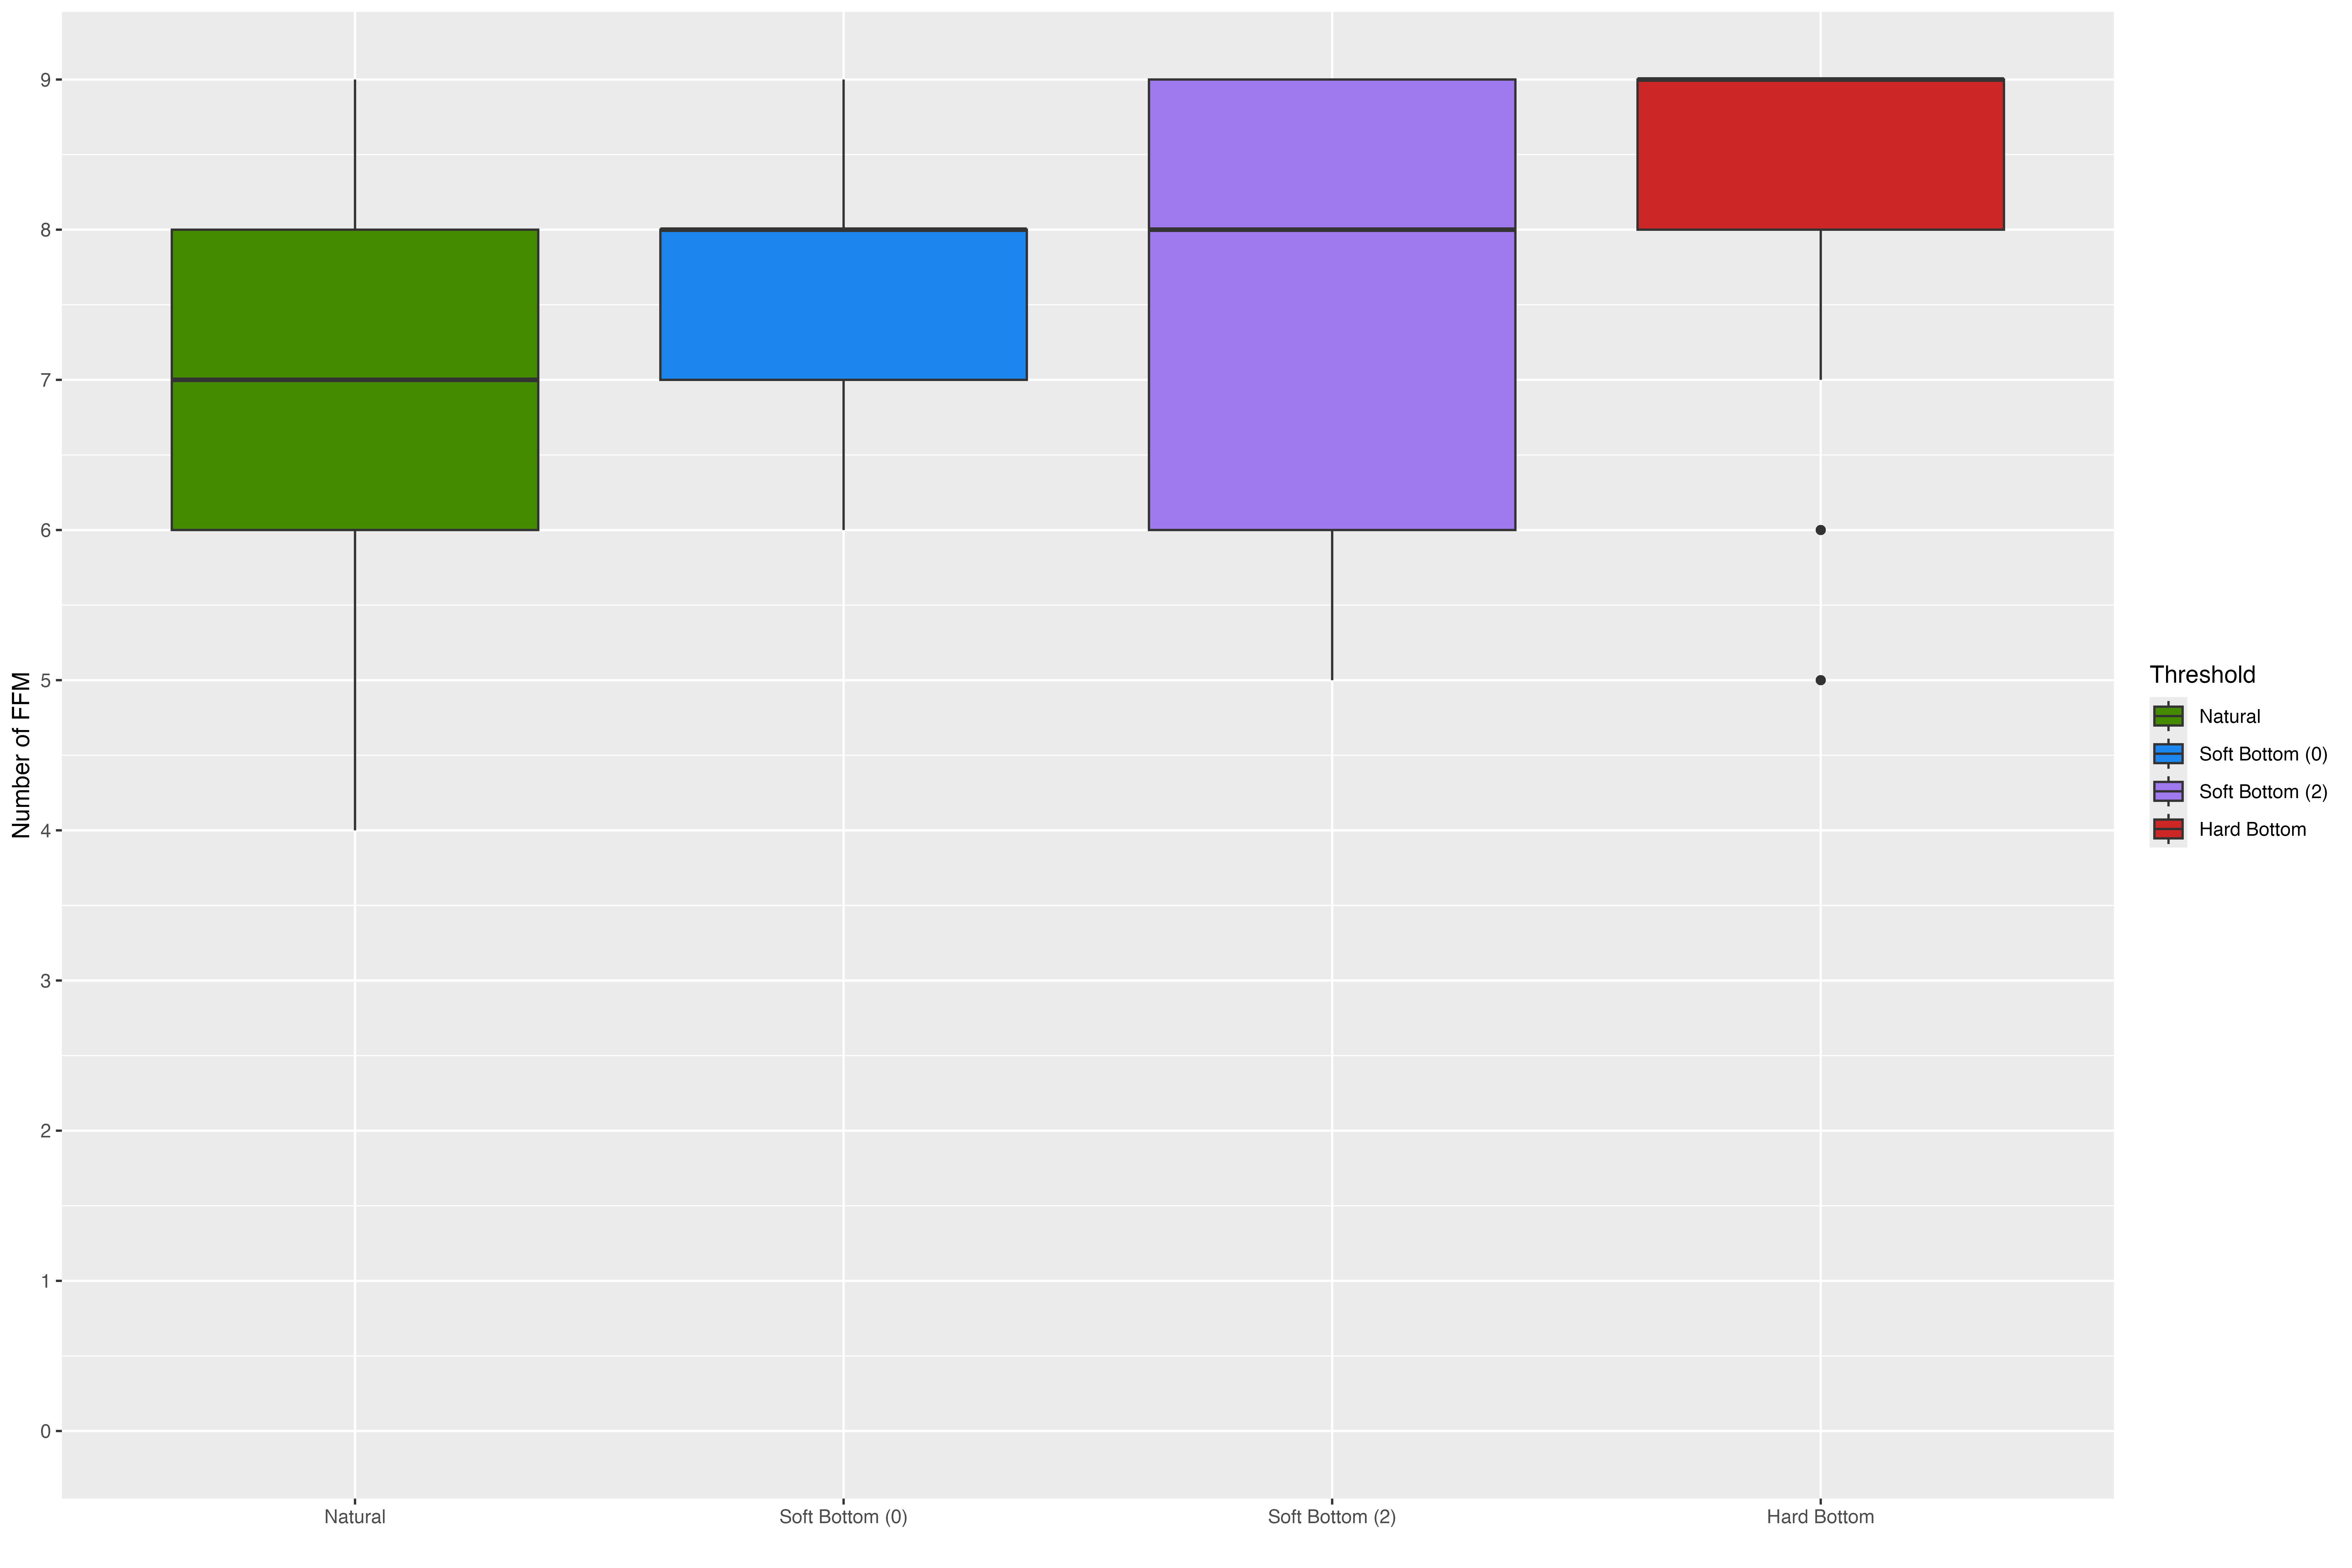 Number of FFM
9
8
7
6
5
4
3
2
1
0
Natural
Soft Bottom (0)
Soft Bottom (2)
Hard Bottom
Threshold
Natural
Soft Bottom (0)
Soft Bottom (2)
Hard Bottom